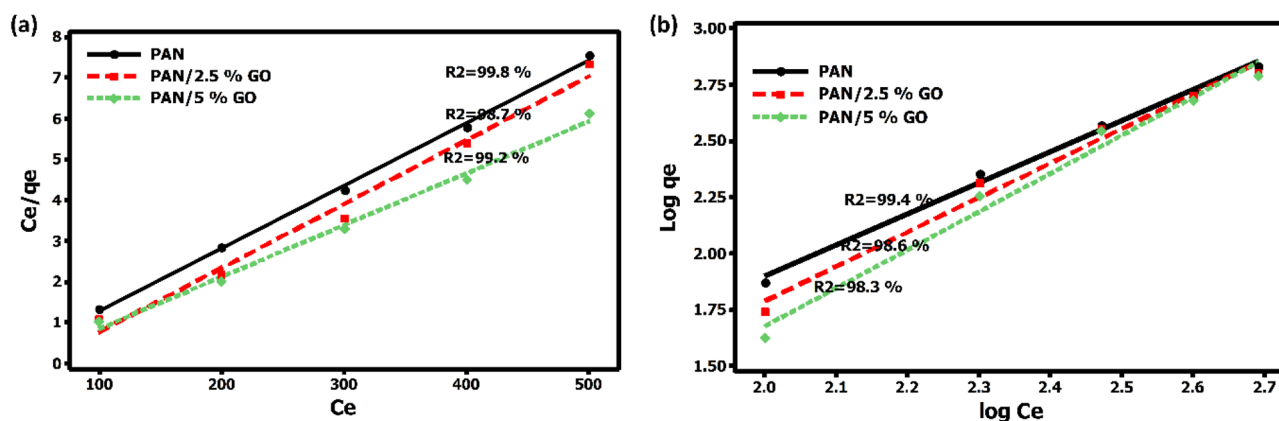 (a)
PAN
PAN/2.5 % GO
PAN/5 % GO
R2=99.8 %
R2=98.7 %
R2=99.2 %
8
7
6
5
4
3
2
1
0
Ce/qe
100
200
300
400
500
Ce
(b)
PAN
PAN/2.5 % GO
PAN/5 % GO
R2=99.4 %
R2=98.6 %
R2=98.3 %
3.00
2.75
2.50
2.25
2.00
1.75
1.50
Log qe
2.0
2.1
2.2
2.3
2.4
2.5
2.6
2.7
log Ce